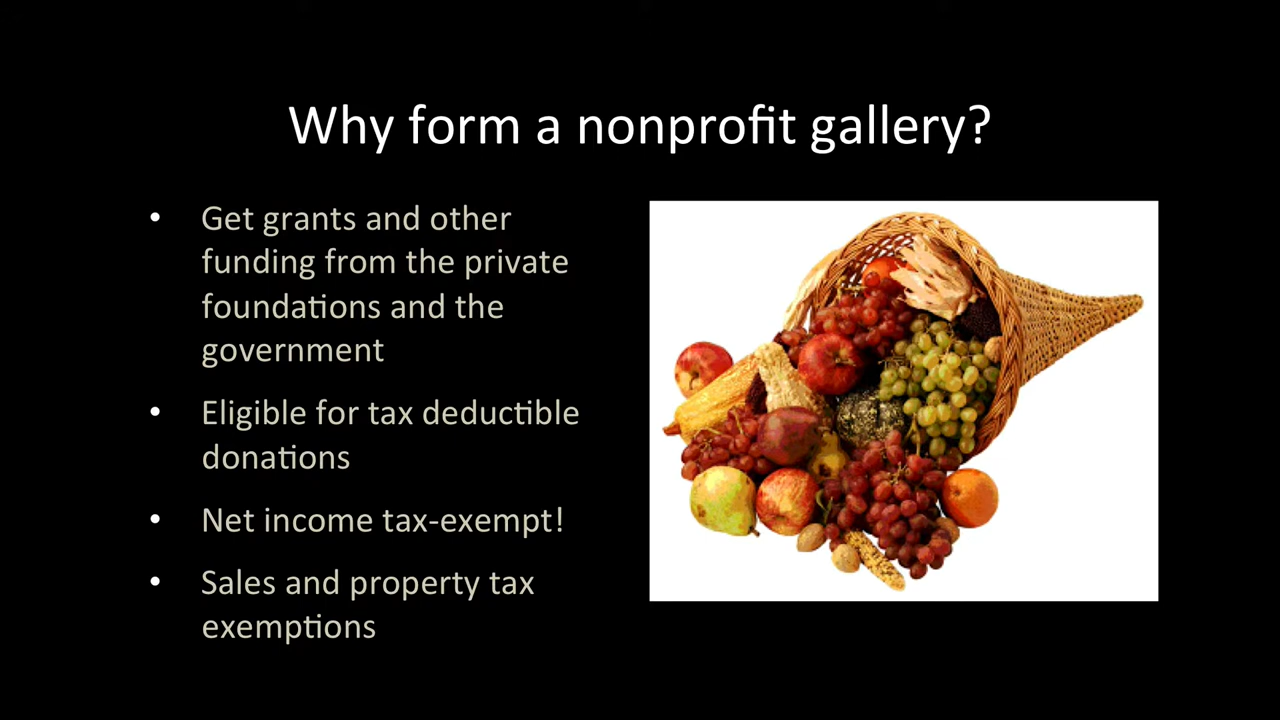 Why form a nonprofit gallery?
• Get grants and other
funding from the private
foundations and the
government
• Eligible for tax deductible
donations
• Net income tax-exempt!
• Sales and property tax
exemptions